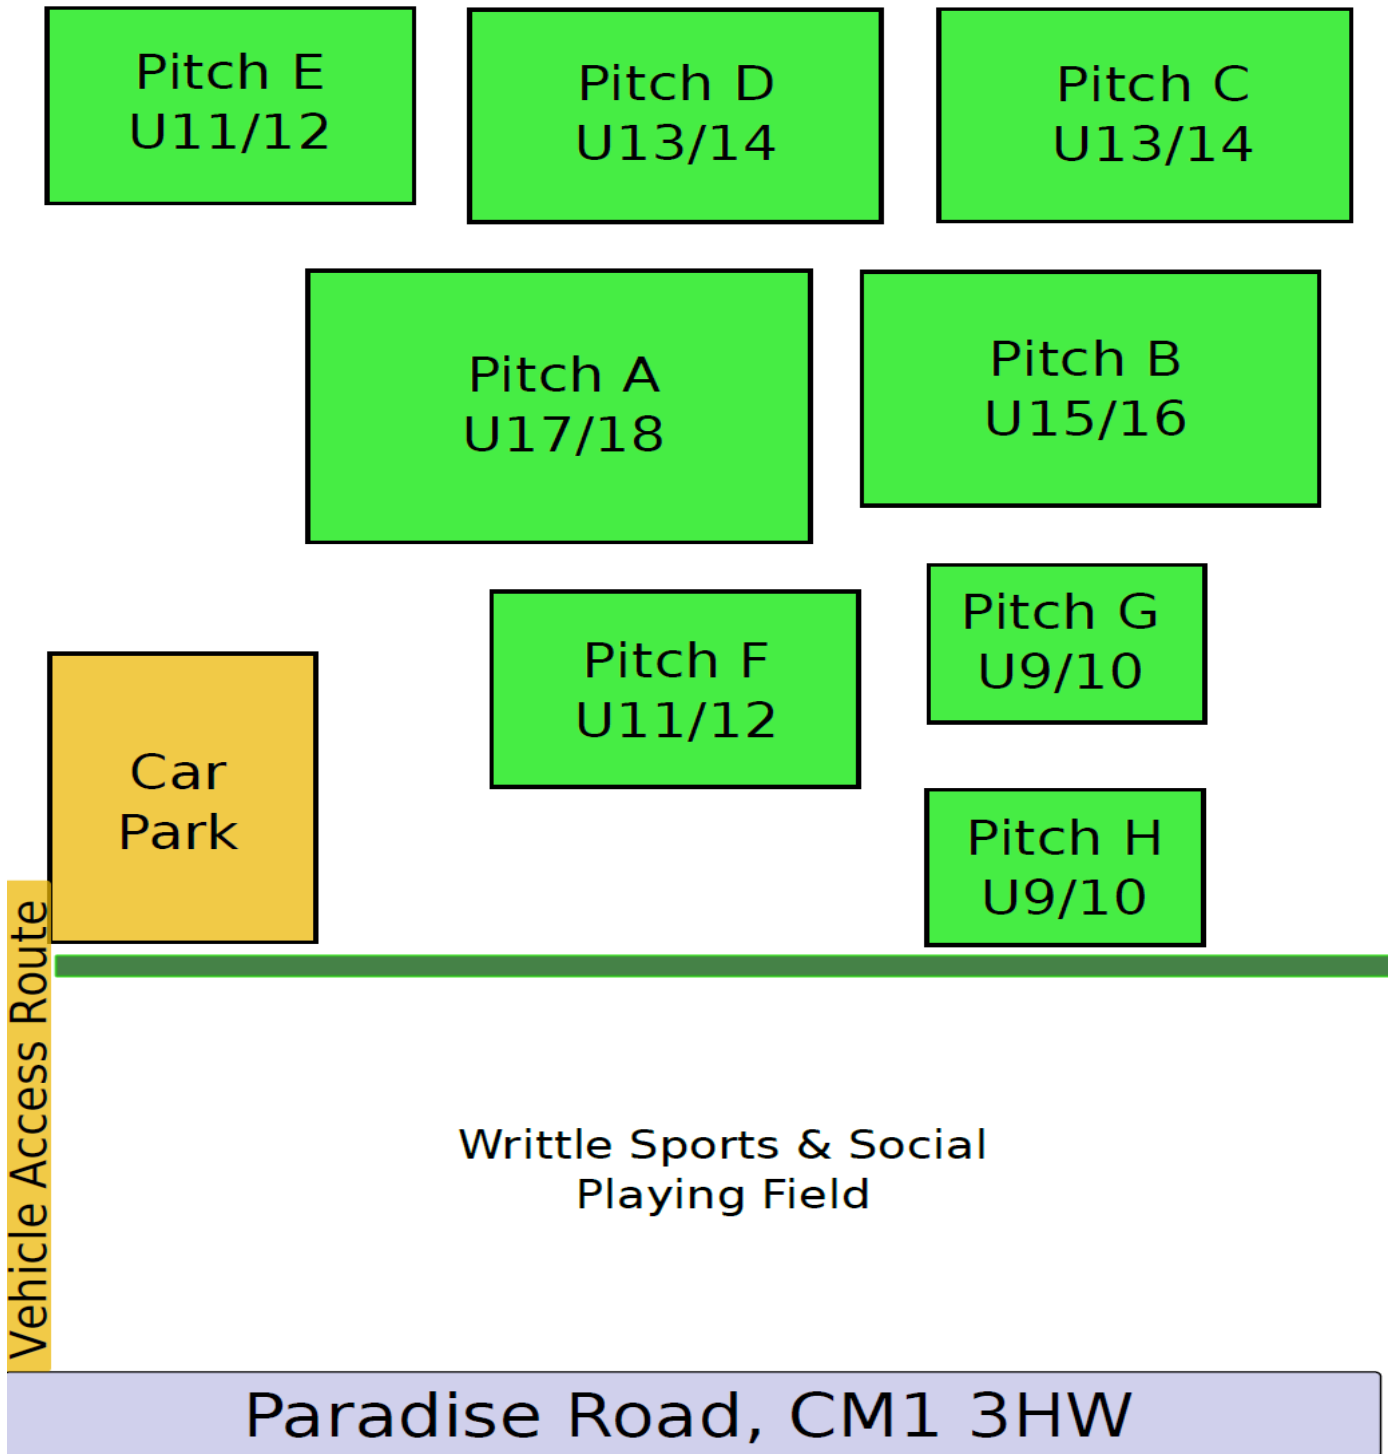 Pitch E
U11/12
Pitch D
U13/14
Pitch C
U13/14
Pitch A
U17/18
Pitch B
U15/16
Pitch F
U11/12
Pitch G
U9/10
Car
Park
Pitch H
U9/10
Vehicle Access Route
Writtle Sports & Social
Playing Field
Paradise Road, CM1 3HW